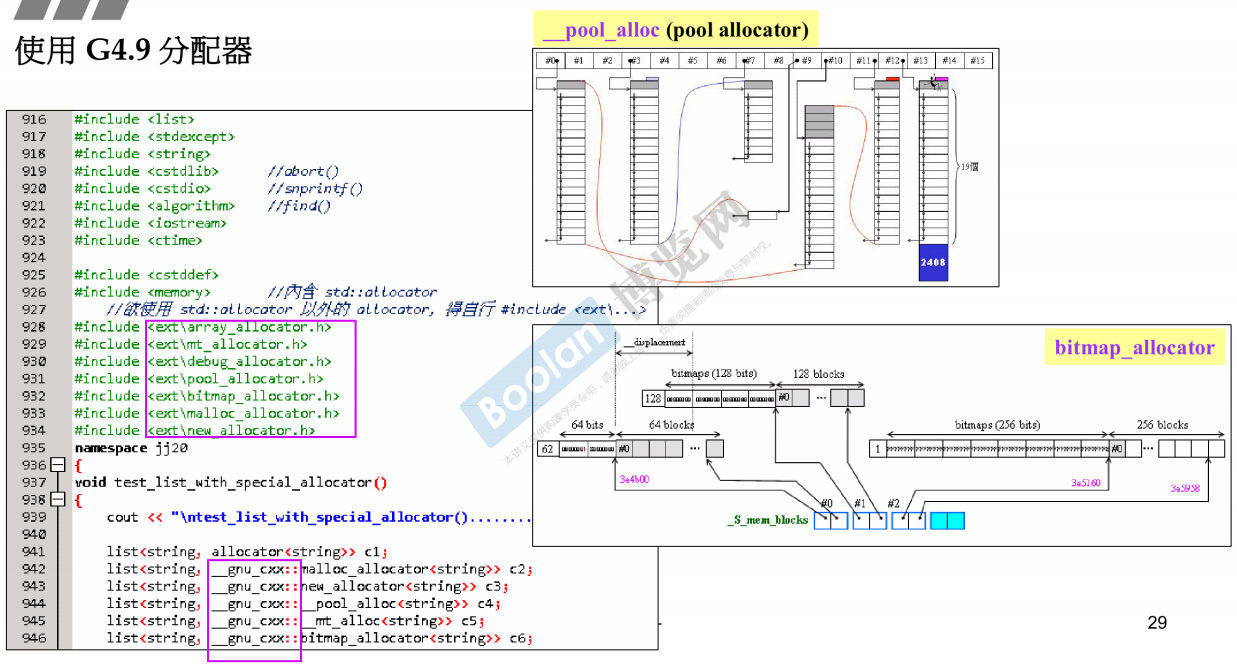 使用 G4.9 分配器
916 #include <list>
917 #include <stdexcept>
918 #include <string>
919 #include <cstdlib> //abort()
920 #include <cstdio> //snprintf()
921 #include <algorithm> //find()
922 #include <iostream>
923 #include <ctime>
924
925 #include <cstddef>
926 #include <memory> //內含 std::allocator
927 //欲使用 std::allocator 以外的 allocator, 得自行 #include <ext\...>
928 #include <ext\array_allocator.h>
929 #include <ext\mt_allocator.h>
930 #include <ext\debug_allocator.h>
931 #include <ext\pool_allocator.h>
932 #include <ext\bitmap_allocator.h>
933 #include <ext\malloc_allocator.h>
934 #include <ext\new_allocator.h>
935 namespace jj20
936 {
937 void test_list_with_special_allocator()
938 {
939 cout << "\ntest_list_with_special_allocator()........
940
941 list<string, allocator<string>> c1;
942 list<string, __gnu_cxx::malloc_allocator<string>> c2;
943 list<string, __gnu_cxx::new_allocator<string>> c3;
944 list<string, __gnu_cxx::__pool_alloc<string>> c4;
945 list<string, __gnu_cxx::__mt_alloc<string>> c5;
946 list<string, __gnu_cxx::bitmap_allocator<string>> c6;
__pool_alloc (pool allocator)
#0 #1 #2 #3 #4 #5 #6 #7 #8 #9 #10 #11 #12 #13 #14 #15
19個
2408
bitmap_allocator
__displacement
bitmaps (128 bits) 128 blocks
128 #0 ...
64 bits 64 blocks
62 #0 ...
bitmaps (256 bits) 256 blocks
1 #0 ...
3e4b00
3e5160
3e5958
#0 #1 #2
_S_mem_blocks
Boolan 博览网
29